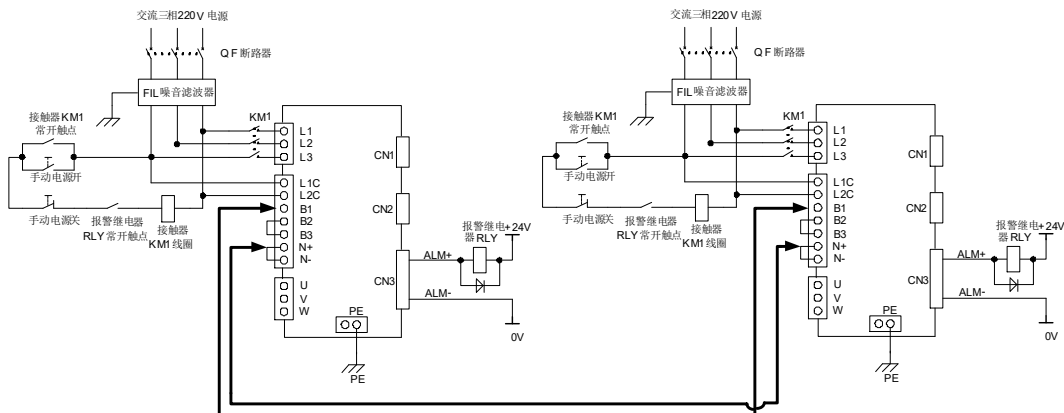 交流三相220V 电源
QF 断路器
FIL噪音滤波器
接触器KM1
常开触点
手动电源开
手动电源关
报警继电器
RLY常开触点
接触器
KM1线圈
KM1
L1
L2
L3
L1C
L2C
B1
B2
B3
N+
N-
U
V
W
CN1
CN2
CN3
PE
PE
ALM+
ALM-
报警继电
器RLY
+24V
0V
交流三相220V 电源
QF 断路器
FIL噪音滤波器
接触器KM1
常开触点
手动电源开
手动电源关
报警继电器
RLY常开触点
接触器
KM1线圈
KM1
L1
L2
L3
L1C
L2C
B1
B2
B3
N+
N-
U
V
W
CN1
CN2
CN3
PE
PE
ALM+
ALM-
报警继电
器RLY
+24V
0V